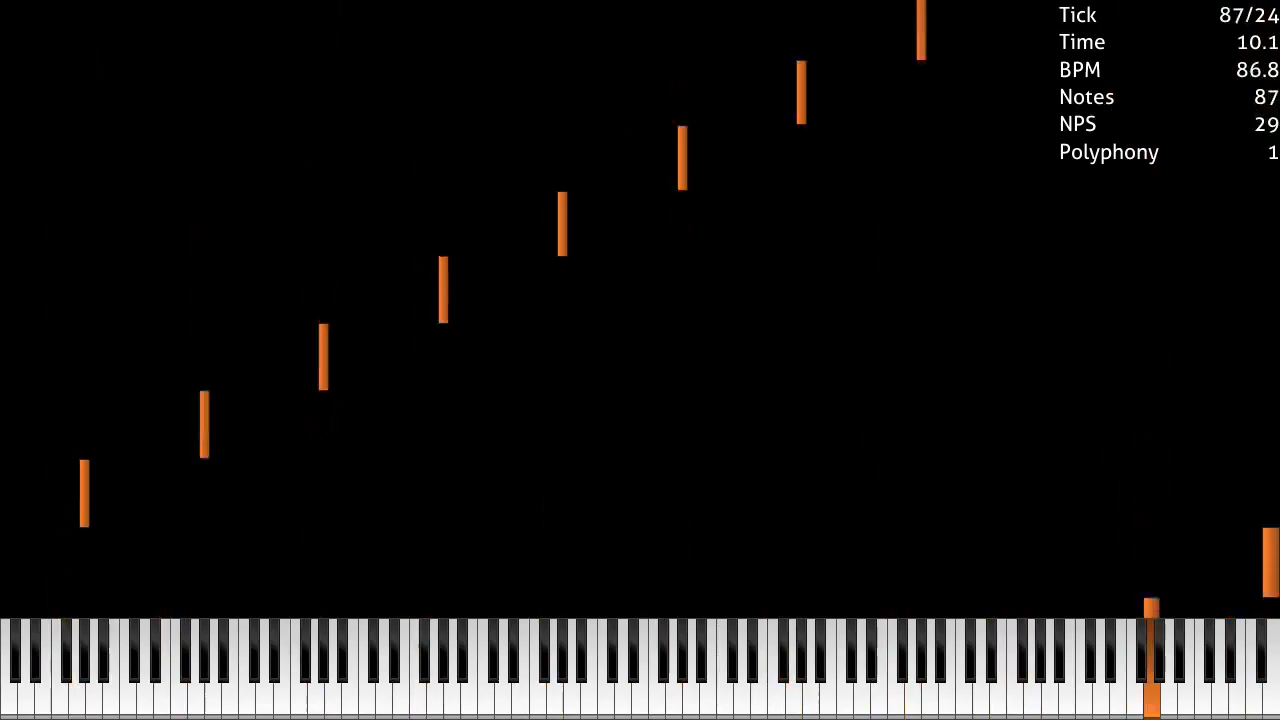 Tick 87/24
Time 10.1
BPM 86.8
Notes 87
NPS 29
Polyphony 1